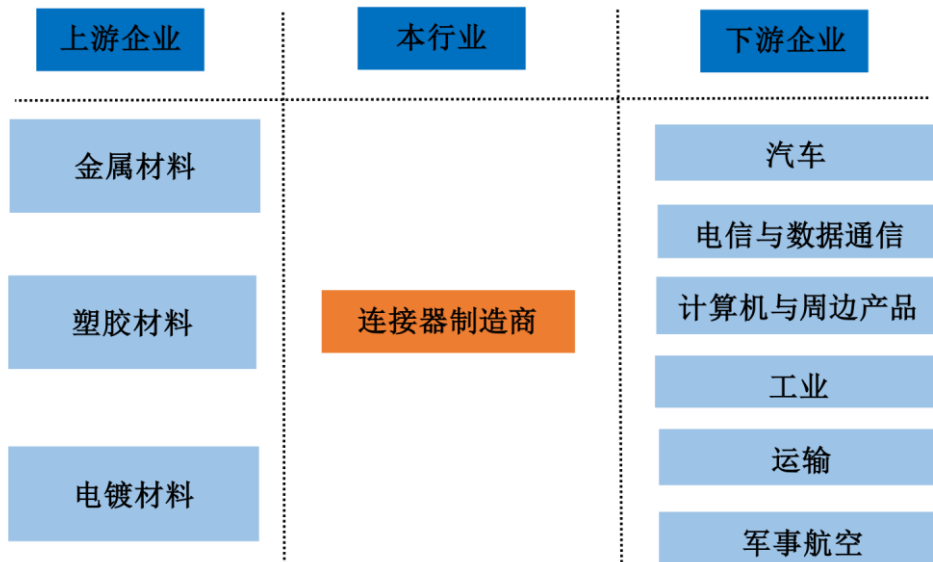 上游企业
本行业
下游企业
金属材料
塑胶材料
电镀材料
连接器制造商
汽车
电信与数据通信
计算机与周边产品
工业
运输
军事航空